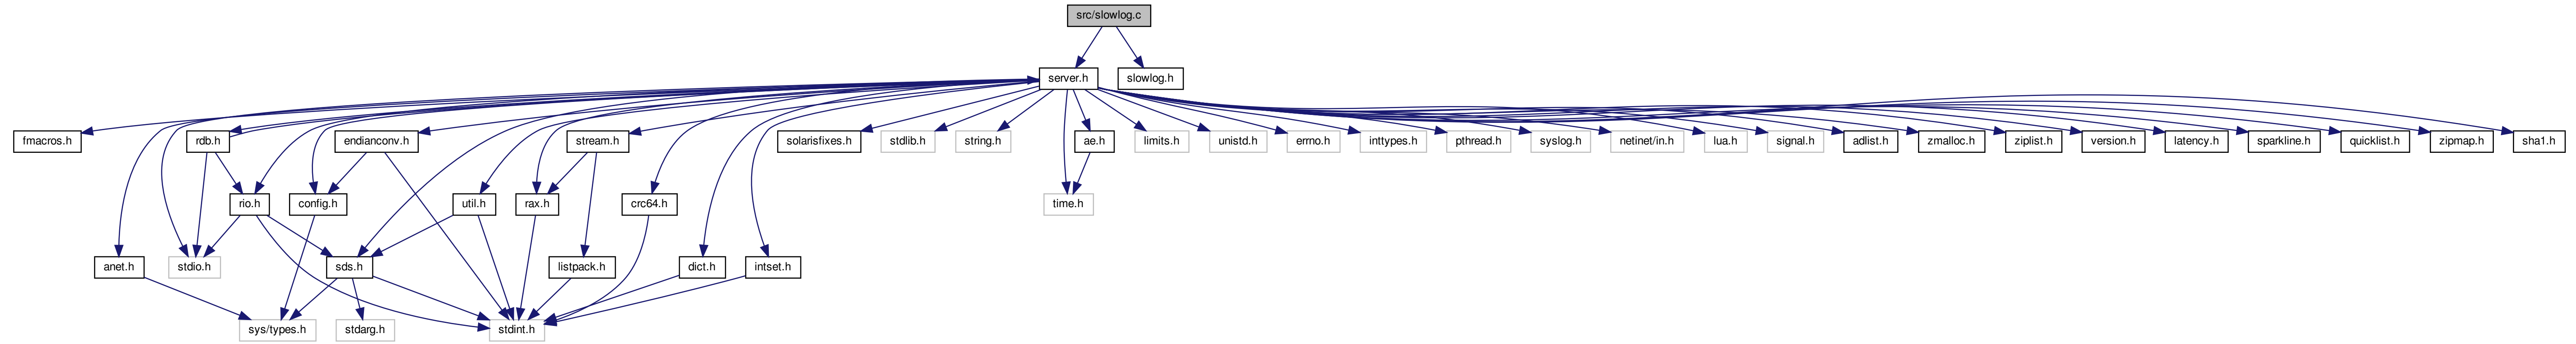 src/slowlog.c
server.h
slowlog.h
fmacros.h
rdb.h
endianconv.h
stream.h
solarisfixes.h
stdlib.h
string.h
ae.h
limits.h
unistd.h
errno.h
inttypes.h
pthread.h
syslog.h
netinet/in.h
lua.h
signal.h
adlist.h
zmalloc.h
ziplist.h
version.h
latency.h
sparkline.h
quicklist.h
zipmap.h
sha1.h
rio.h
config.h
util.h
rax.h
crc64.h
time.h
anet.h
stdio.h
sds.h
listpack.h
dict.h
intset.h
sys/types.h
stdarg.h
stdint.h